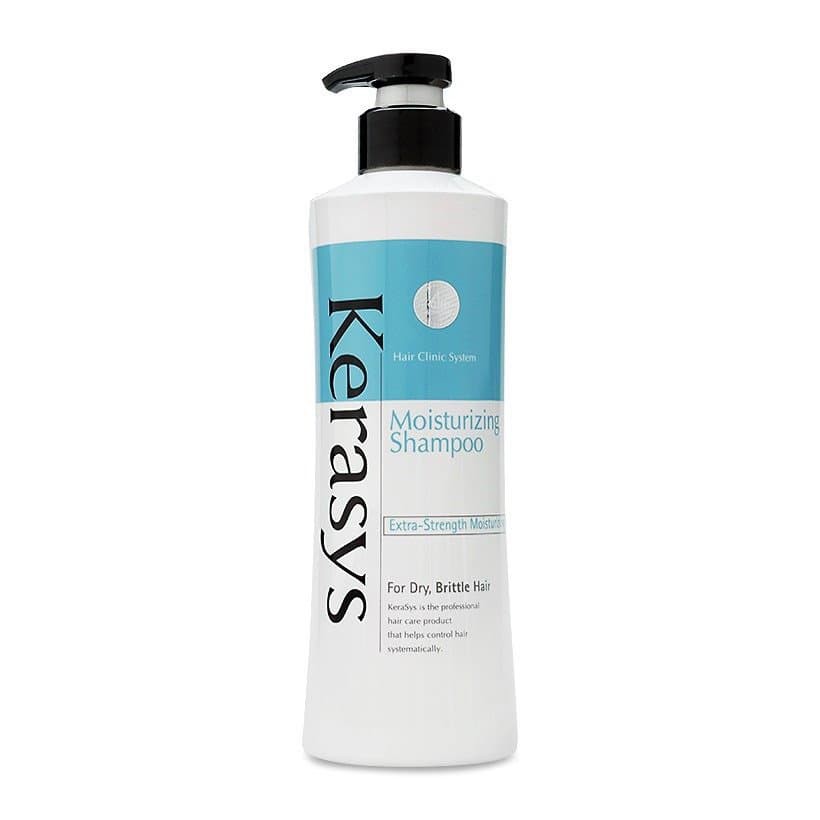 Kerasys
Hair Clinic System
Moisturizing
Shampoo
Extra-Strength
For Dry, Brittle Hair
KeraSys is the professional
hair care product
that helps control hair
systematically.